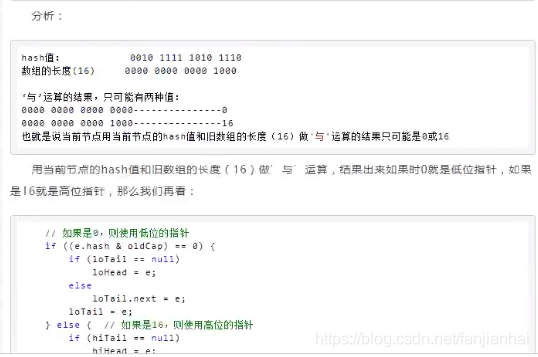 分析：
hash值:            0010 1111 1010 1110
数组的长度(16)     0000 0000 0000 1000
'与'运算的结果，只可能有两种值:
0000 0000 0000 0000---------------0
0000 0000 0000 1000---------------16
也就是说当前节点用当前节点的hash值和旧数组的长度（16）做'与'运算的结果只可能是0或16
用当前节点的hash值和旧数组的长度（16）做'与'运算，结果出来如果时0就是低位指针，如果
是16就是高位指针，那么我们再看：
// 如果是0，则使用低位的指针
if ((e.hash & oldCap) == 0) {
    if (loTail == null)
        loHead = e;
    else
        loTail.next = e;
    loTail = e;
} else {  // 如果是16，则使用高位的指针
    if (hiTail == null)
        hiHead = e;
https://blog.csdn.net/fanjianhai